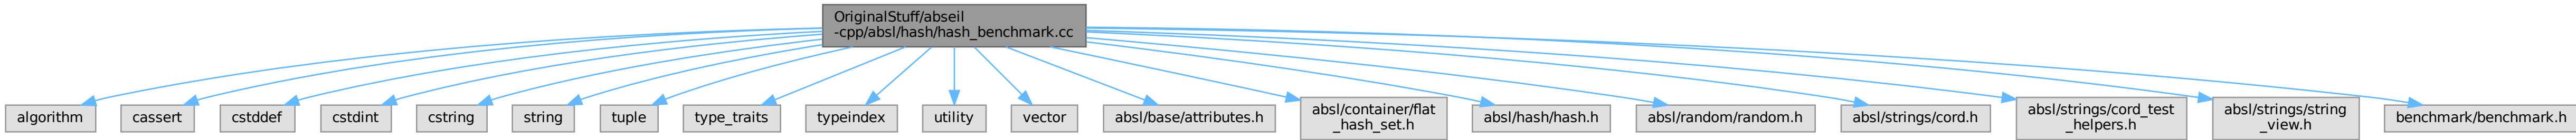 OriginalStuff/abseil
-cpp/absl/hash/hash_benchmark.cc
algorithm
cassert
cstddef
cstdint
cstring
string
tuple
type_traits
typeindex
utility
vector
absl/base/attributes.h
absl/container/flat
_hash_set.h
absl/hash/hash.h
absl/random/random.h
absl/strings/cord.h
absl/strings/cord_test
_helpers.h
absl/strings/string
_view.h
benchmark/benchmark.h